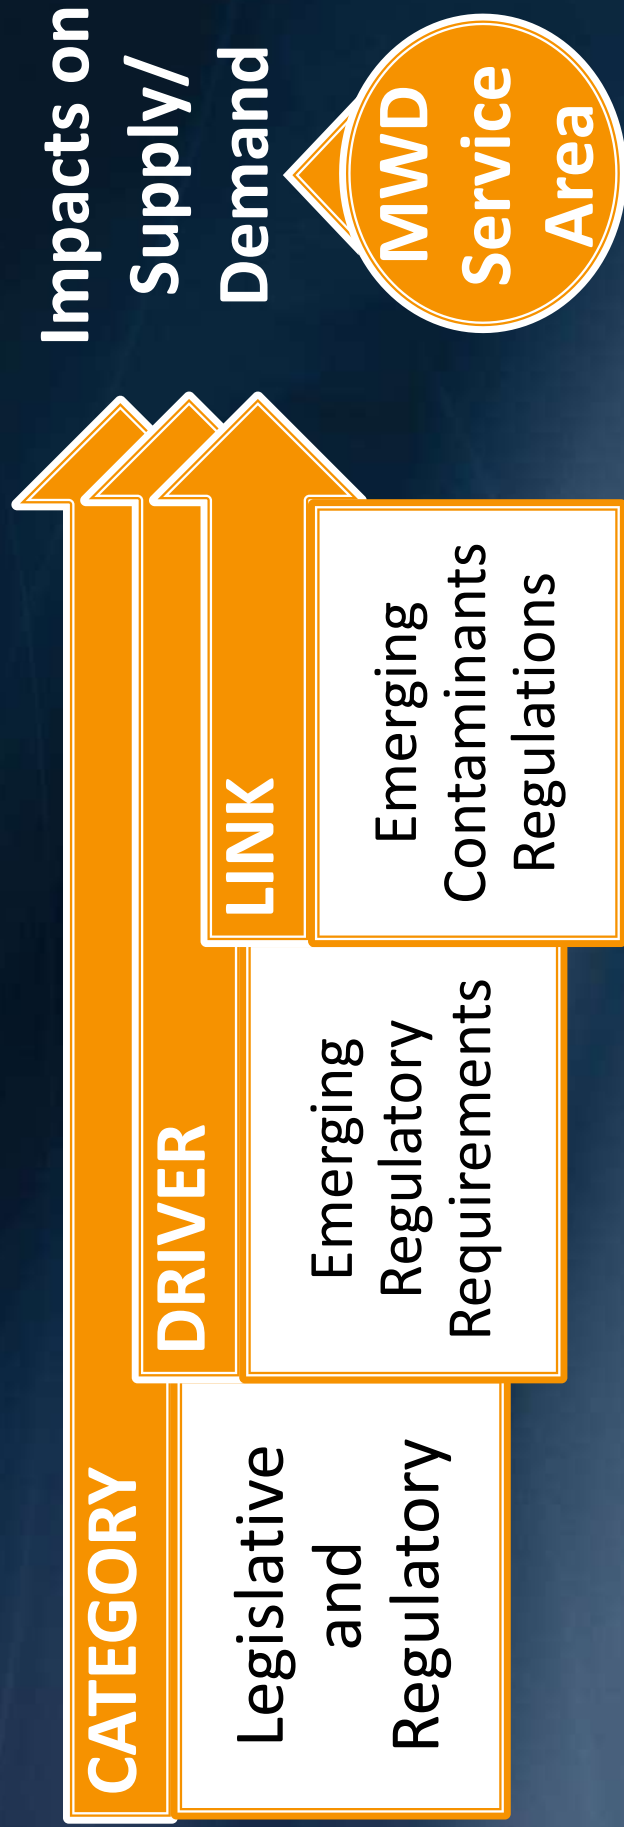 CATEGORY
Legislative
and
Regulatory
DRIVER
Emerging
Regulatory
Requirements
LINK
Emerging
Contaminants
Regulations
Impacts on
Supply/
Demand
MWD
Service
Area